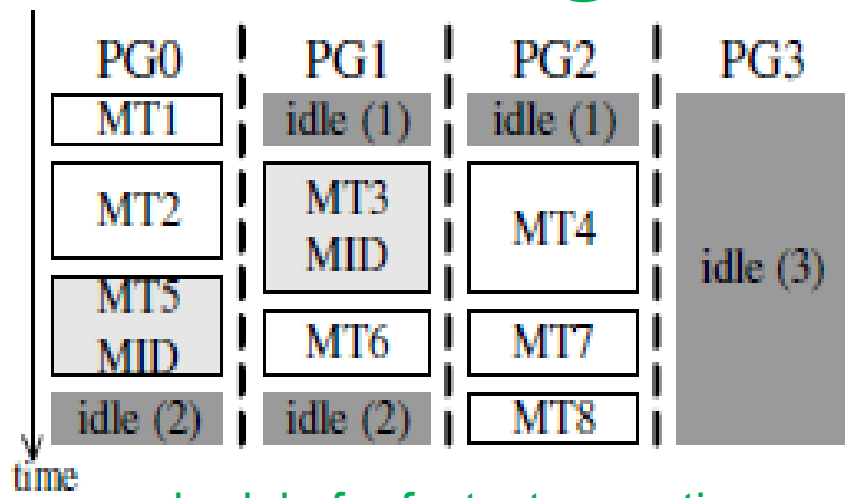 PG0 PG1 PG2 PG3
MT1 idle (1) idle (1)
MT2 MT3 MID MT4 idle (3)
MT5 MID MT6 MT7
idle (2) idle (2) MT8
time